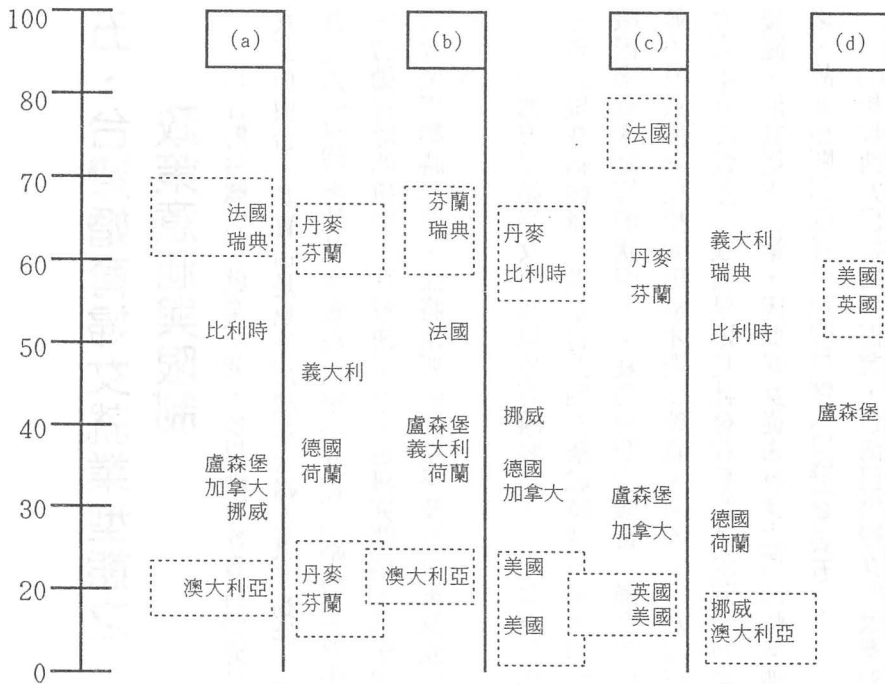 100
80
70
60
50
40
30
20
0
(a)
法國
瑞典
比利時
盧森堡
加拿大
挪威
澳大利亞
丹麥
芬蘭
義大利
德國
荷蘭
丹麥
芬蘭
(b)
芬蘭
瑞典
法國
盧森堡
義大利
荷蘭
澳大利亞
丹麥
比利時
挪威
德國
加拿大
美國
美國
(c)
法國
丹麥
芬蘭
盧森堡
加拿大
英國
美國
義大利
瑞典
比利時
德國
荷蘭
挪威
澳大利亞
(d)
美國
英國
盧森堡